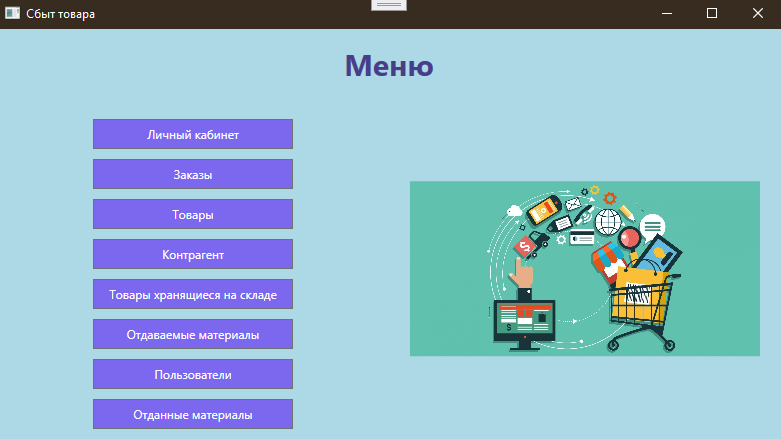 Сбыт товара
Меню
Личный кабинет
Заказы
Товары
Контрагент
Товары хранящиеся на складе
Отдаваемые материалы
Пользователи
Отданные материалы
$
$